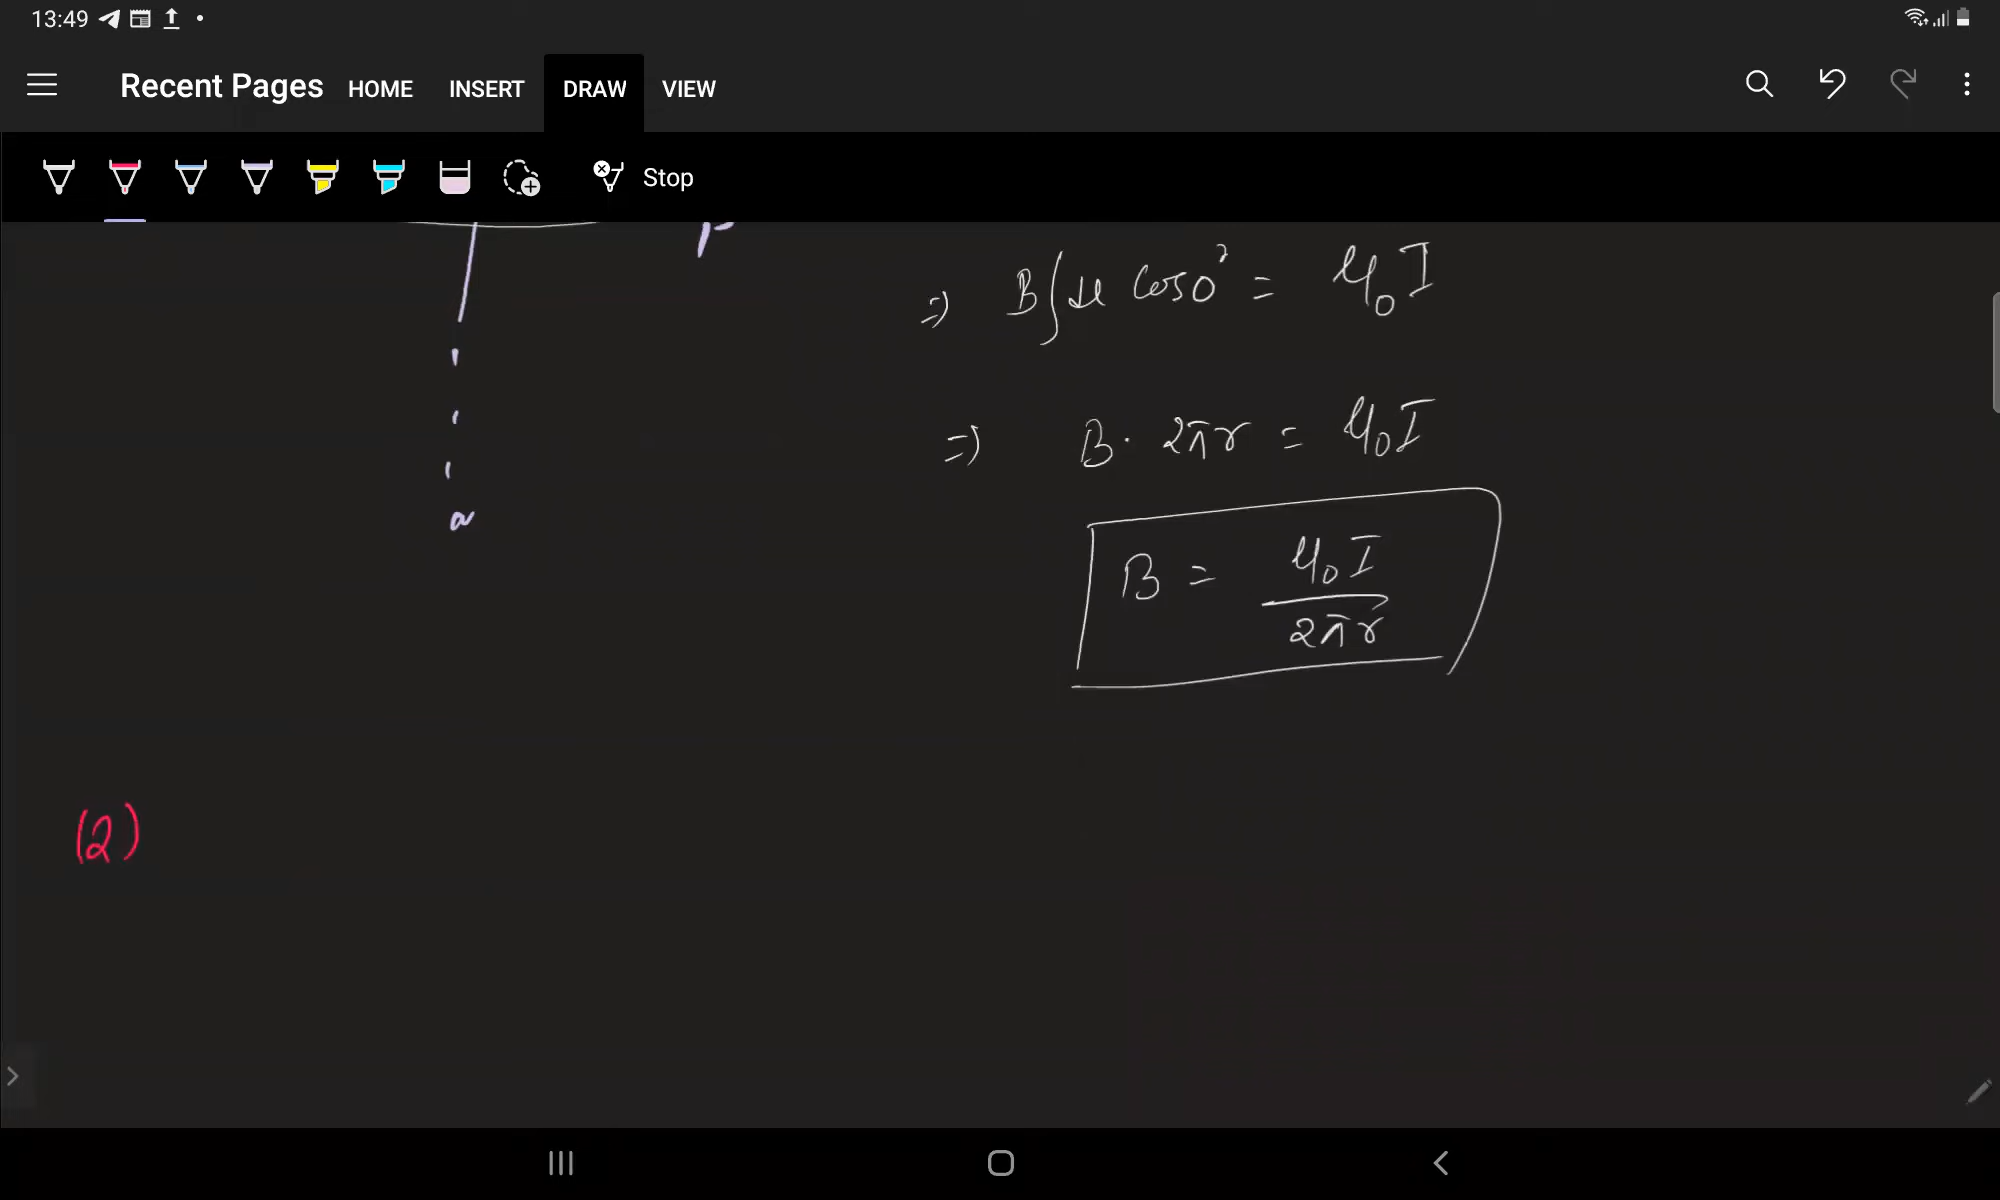 13:49
Recent Pages HOME INSERT DRAW VIEW
Stop
=) B∫dl Cos0° = μ₀I
=) B· 2πr = μ₀I
B = μ₀I / 2πr
(2)